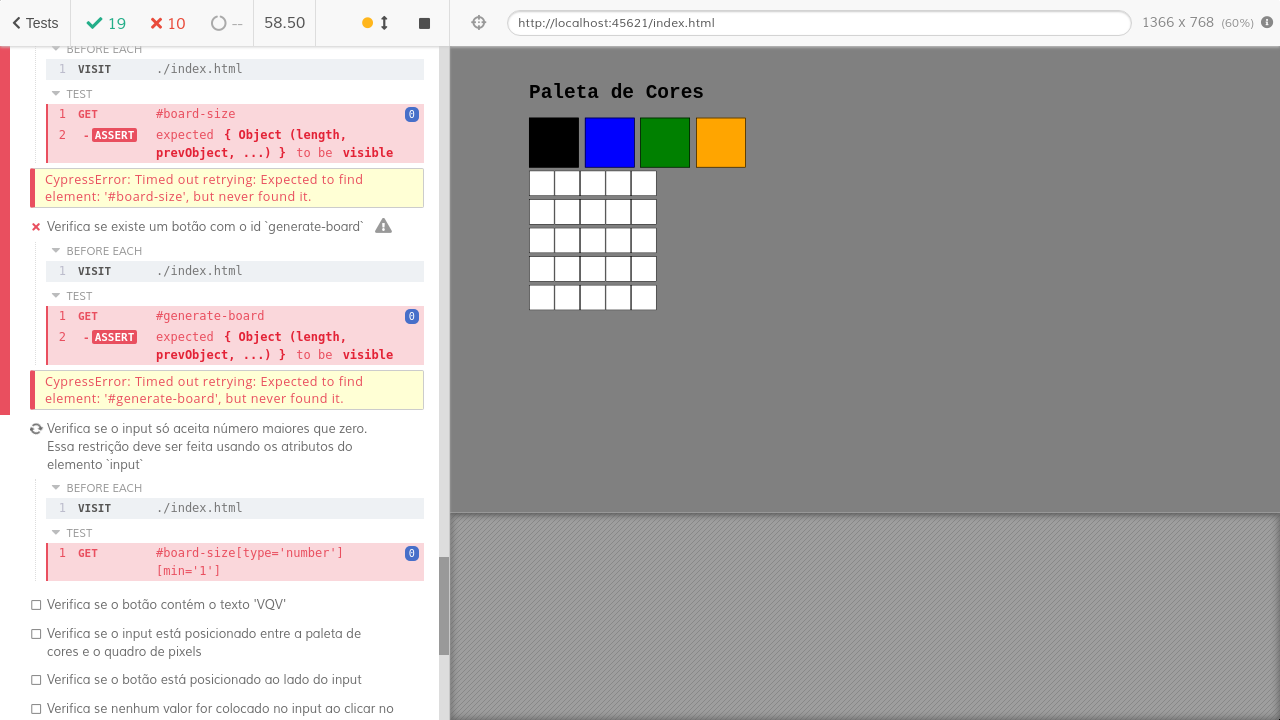 Tests
19
10
--
58.50
http://localhost:45621/index.html
1366 x 768 (60%)
BEFORE EACH
1 VISIT ./index.html
TEST
1 GET #board-size 0
2 -ASSERT expected { Object (length,
prevObject, ...) } to be visible
CypressError: Timed out retrying: Expected to find
element: '#board-size', but never found it.
Verifica se existe um botão com o id `generate-board`
BEFORE EACH
1 VISIT ./index.html
TEST
1 GET #generate-board 0
2 -ASSERT expected { Object (length,
prevObject, ...) } to be visible
CypressError: Timed out retrying: Expected to find
element: '#generate-board', but never found it.
Verifica se o input só aceita número maiores que zero.
Essa restrição deve ser feita usando os atributos do
elemento `input`
BEFORE EACH
1 VISIT ./index.html
TEST
1 GET #board-size[type='number'] 0
[min='1']
Verifica se o botão contém o texto 'VQV'
Verifica se o input está posicionado entre a paleta de
cores e o quadro de pixels
Verifica se o botão está posicionado ao lado do input
Verifica se nenhum valor for colocado no input ao clicar no
Paleta de Cores